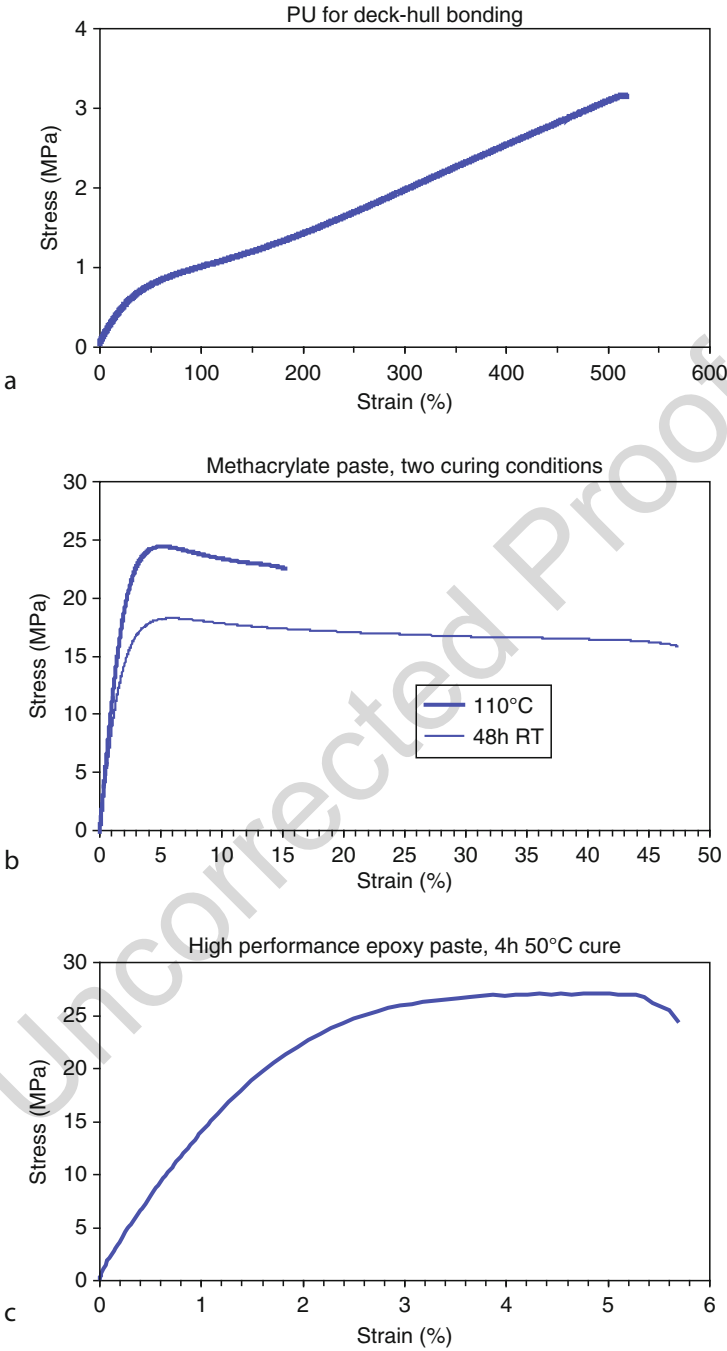 PU for deck-hull bonding
4
3
2
1
0
Stress (MPa)
0 100 200 300 400 500 600
Strain (%)
a
Methacrylate paste, two curing conditions
30
25
20
15
10
5
0
Stress (MPa)
110°C
48h RT
0 5 10 15 20 25 30 35 40 45 50
Strain (%)
b
High performance epoxy paste, 4h 50°C cure
30
25
20
15
10
5
0
Stress (MPa)
0 1 2 3 4 5 6
Strain (%)
c
Uncorrected Proof